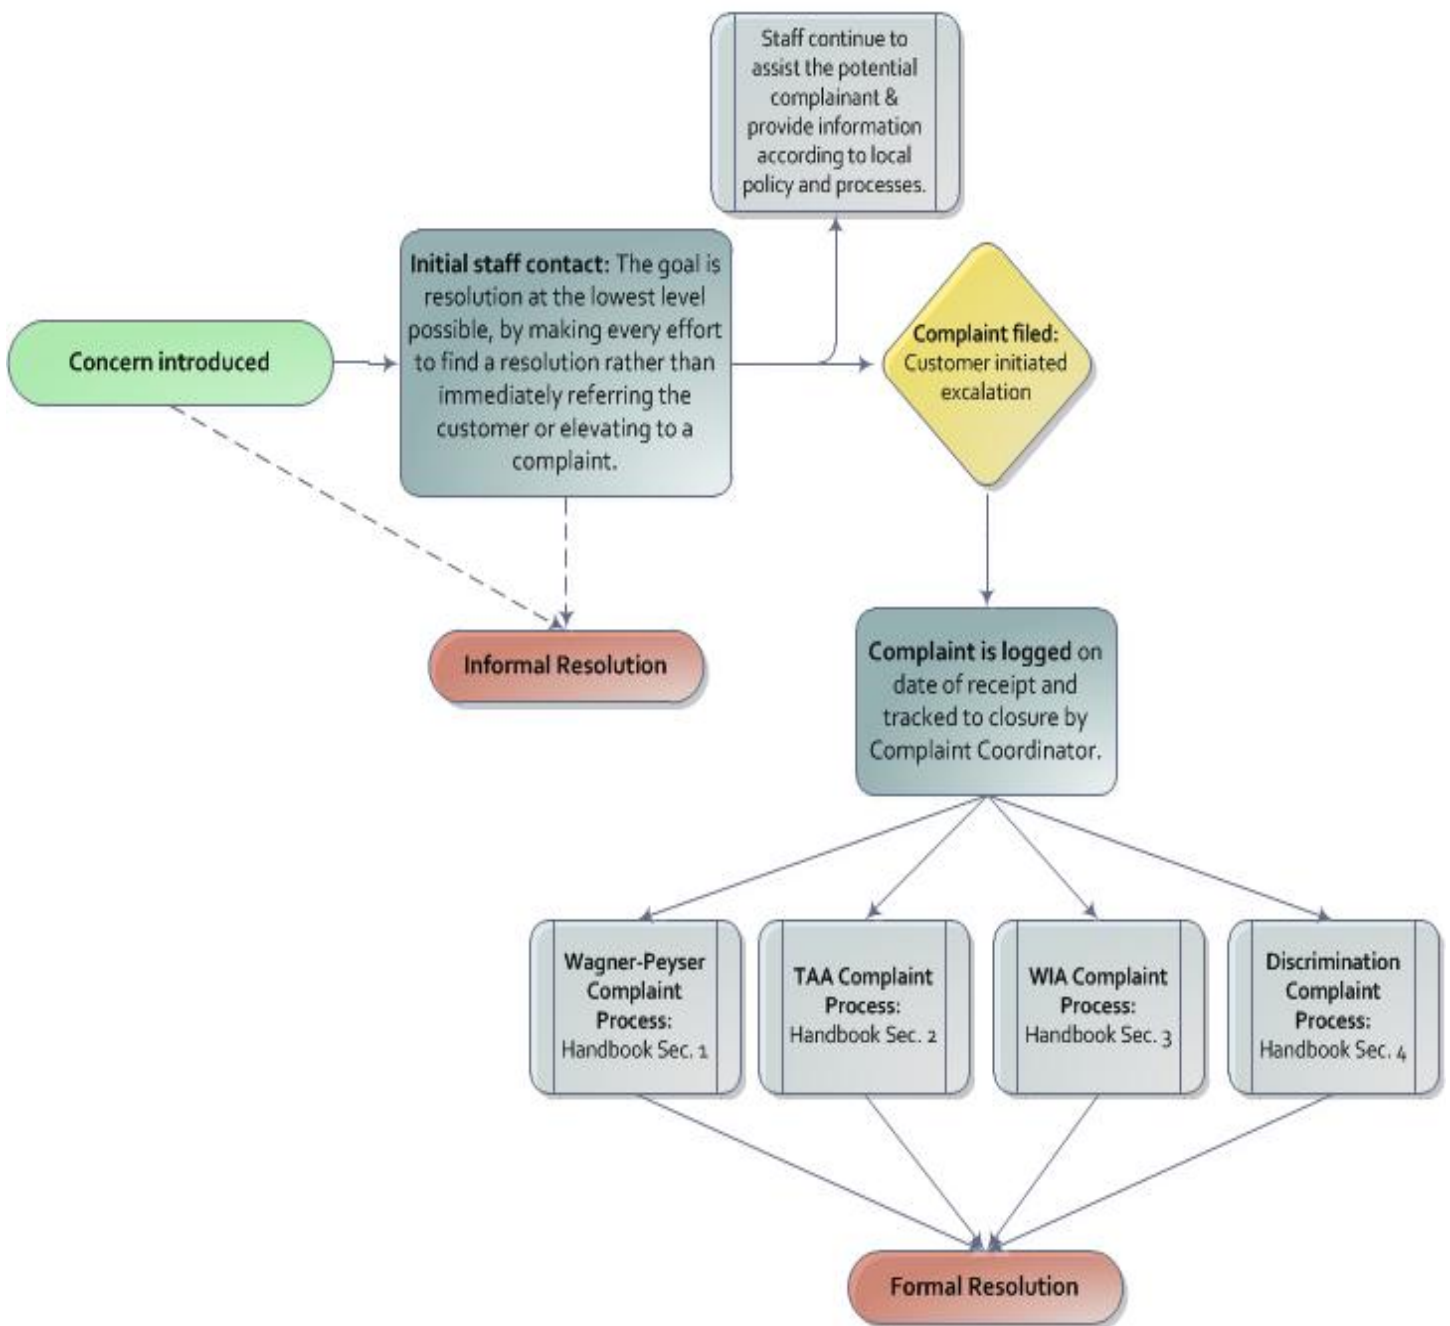 Staff continue to
assist the potential
complainant &
provide information
according to local
policy and processes.
Initial staff contact: The goal is
resolution at the lowest level
possible, by making every effort
to find a resolution rather than
immediately referring the
customer or elevating to a
complaint.
Concern introduced
Complaint filed:
Customer initiated
excalation
Informal Resolution
Complaint is logged on
date of receipt and
tracked to closure by
Complaint Coordinator.
Wagner-Peyser
Complaint
Process:
Handbook Sec. 1
TAA Complaint
Process:
Handbook Sec. 2
WIA Complaint
Process:
Handbook Sec. 3
Discrimination
Complaint
Process:
Handbook Sec. 4
Formal Resolution